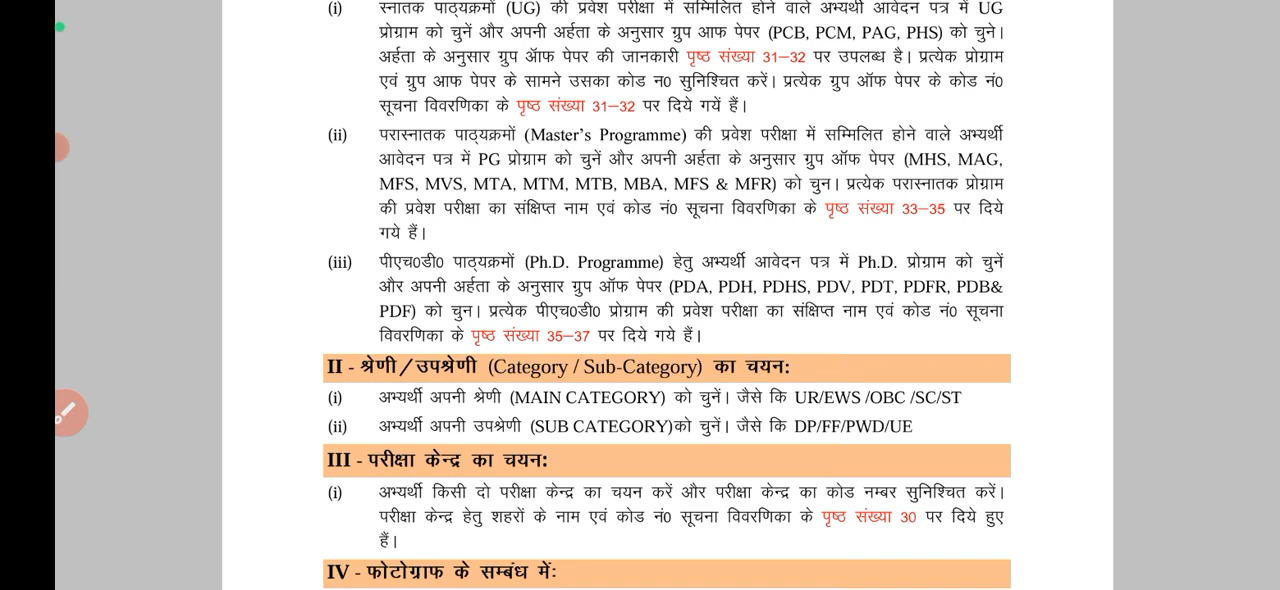 (i) स्नातक पाठ्यक्रमों (UG) की प्रवेश परीक्षा में सम्मिलित होने वाले अभ्यर्थी आवेदन पत्र में UG
प्रोग्राम को चुनें और अपनी अर्हता के अनुसार ग्रुप आफ पेपर (PCB, PCM, PAG, PHS) को चुने।
अर्हता के अनुसार ग्रुप ऑफ पेपर की जानकारी पृष्ठ संख्या 31–32 पर उपलब्ध है। प्रत्येक प्रोग्राम
एवं ग्रुप आफ पेपर के सामने उसका कोड न0 सुनिश्चित करें। प्रत्येक ग्रुप ऑफ पेपर के कोड नं0
सूचना विवरणिका के पृष्ठ संख्या 31–32 पर दिये गयें हैं।
(ii) परास्नातक पाठ्यक्रमों (Master's Programme) की प्रवेश परीक्षा में सम्मिलित होने वाले अभ्यर्थी
आवेदन पत्र में PG प्रोग्राम को चुनें और अपनी अर्हता के अनुसार ग्रुप ऑफ पेपर (MHS, MAG,
MFS, MVS, MTA, MTM, MTB, MBA, MFS & MFR) को चुन। प्रत्येक परास्नातक प्रोग्राम
की प्रवेश परीक्षा का संक्षिप्त नाम एवं कोड नं0 सूचना विवरणिका के पृष्ठ संख्या 33–35 पर दिये
गये हैं।
(iii) पीएच0डी0 पाठ्यक्रमों (Ph.D. Programme) हेतु अभ्यर्थी आवेदन पत्र में Ph.D. प्रोग्राम को चुनें
और अपनी अर्हता के अनुसार ग्रुप ऑफ पेपर (PDA, PDH, PDHS, PDV, PDT, PDFR, PDB&
PDF) को चुन। प्रत्येक पीएच0डी0 प्रोग्राम की प्रवेश परीक्षा का संक्षिप्त नाम एवं कोड नं0 सूचना
विवरणिका के पृष्ठ संख्या 35–37 पर दिये गये हैं।
II - श्रेणी/उपश्रेणी (Category / Sub-Category) का चयन:
(i) अभ्यर्थी अपनी श्रेणी (MAIN CATEGORY) को चुनें। जैसे कि UR/EWS /OBC /SC/ST
(ii) अभ्यर्थी अपनी उपश्रेणी (SUB CATEGORY)को चुनें। जैसे कि DP/FF/PWD/UE
III - परीक्षा केन्द्र का चयन:
(i) अभ्यर्थी किसी दो परीक्षा केन्द्र का चयन करें और परीक्षा केन्द्र का कोड नम्बर सुनिश्चित करें।
परीक्षा केन्द्र हेतु शहरों के नाम एवं कोड नं0 सूचना विवरणिका के पृष्ठ संख्या 30 पर दिये हुए
हैं।
IV - फोटोग्राफ के सम्बंध में: